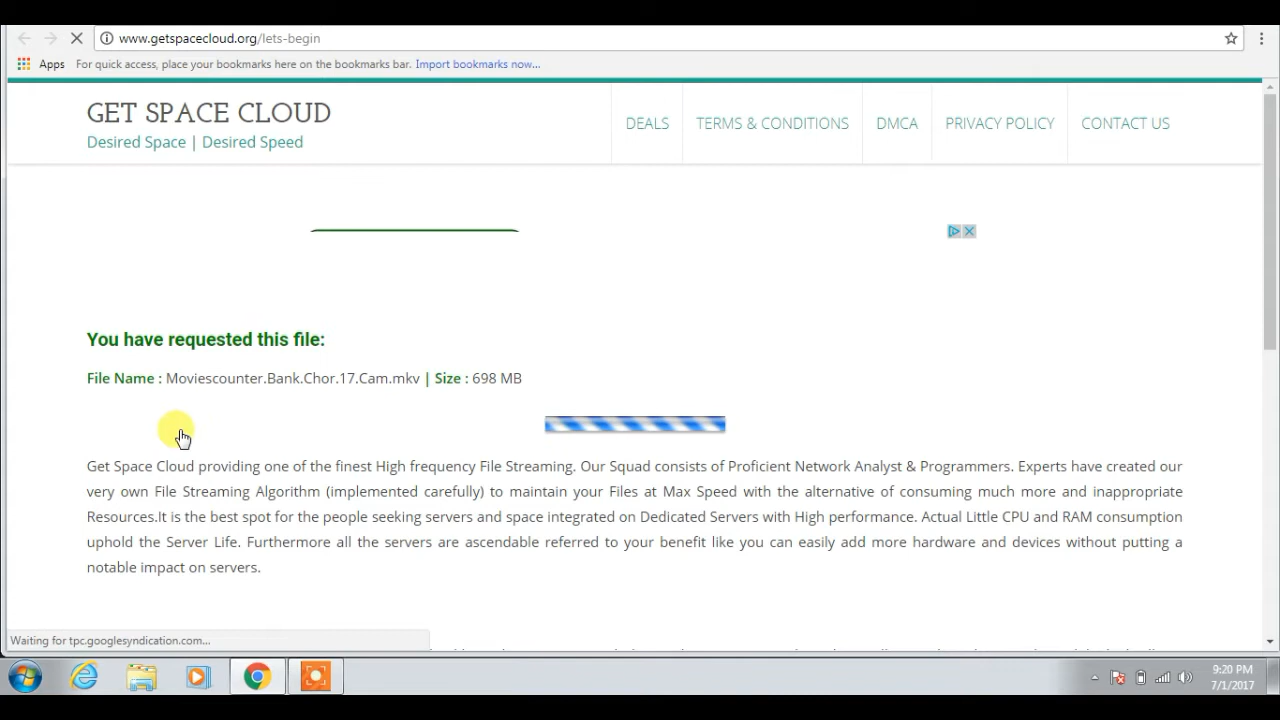 www.getspacecloud.org/lets-begin
Apps For quick access, place your bookmarks here on the bookmarks bar. Import bookmarks now...
GET SPACE CLOUD
Desired Space | Desired Speed
DEALS TERMS & CONDITIONS DMCA PRIVACY POLICY CONTACT US
You have requested this file:
File Name : Moviescounter.Bank.Chor.17.Cam.mkv | Size : 698 MB
Get Space Cloud providing one of the finest High frequency File Streaming. Our Squad consists of Proficient Network Analyst & Programmers. Experts have created our
very own File Streaming Algorithm (implemented carefully) to maintain your Files at Max Speed with the alternative of consuming much more and inappropriate
Resources.It is the best spot for the people seeking servers and space integrated on Dedicated Servers with High performance. Actual Little CPU and RAM consumption
uphold the Server Life. Furthermore all the servers are ascendable referred to your benefit like you can easily add more hardware and devices without putting a
notable impact on servers.
Waiting for tpc.googlesyndication.com...
9:20 PM
7/1/2017